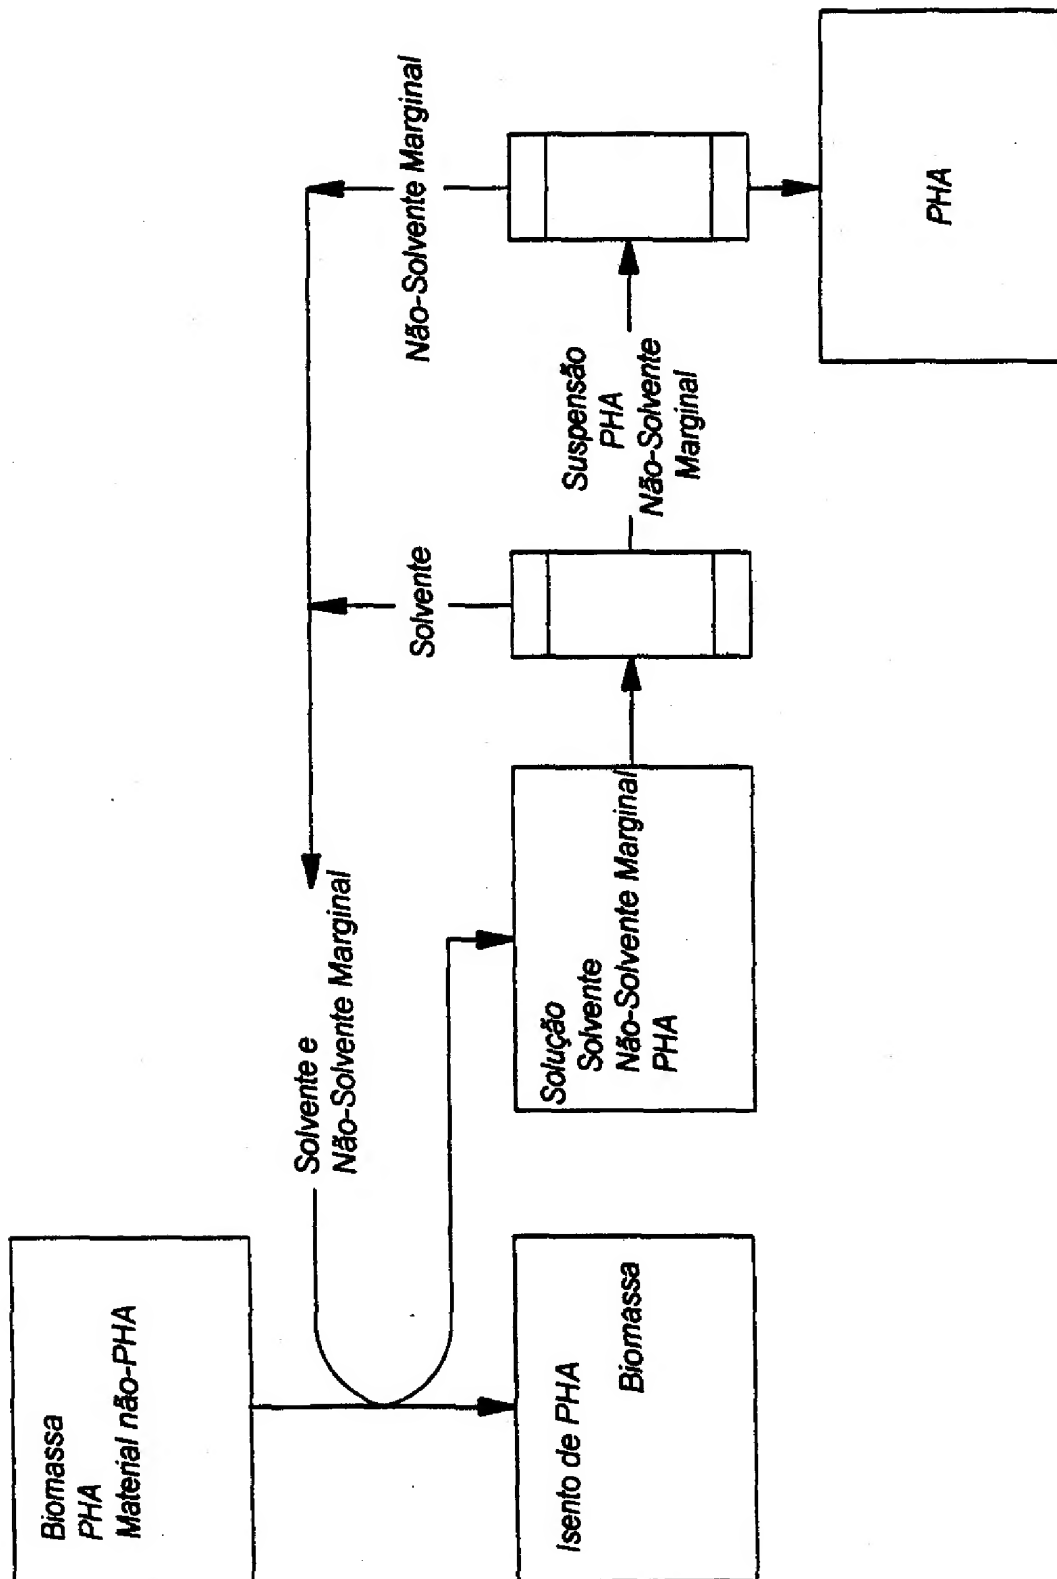 Biomassa
PHA
Material não-PHA
Isento de PHA
Biomassa
Solvente e
Não-Solvente Marginal
Solução
Solvente
Não-Solvente Marginal
PHA
Solvente
Suspensão
PHA
Não-Solvente
Marginal
Não-Solvente Marginal
PHA